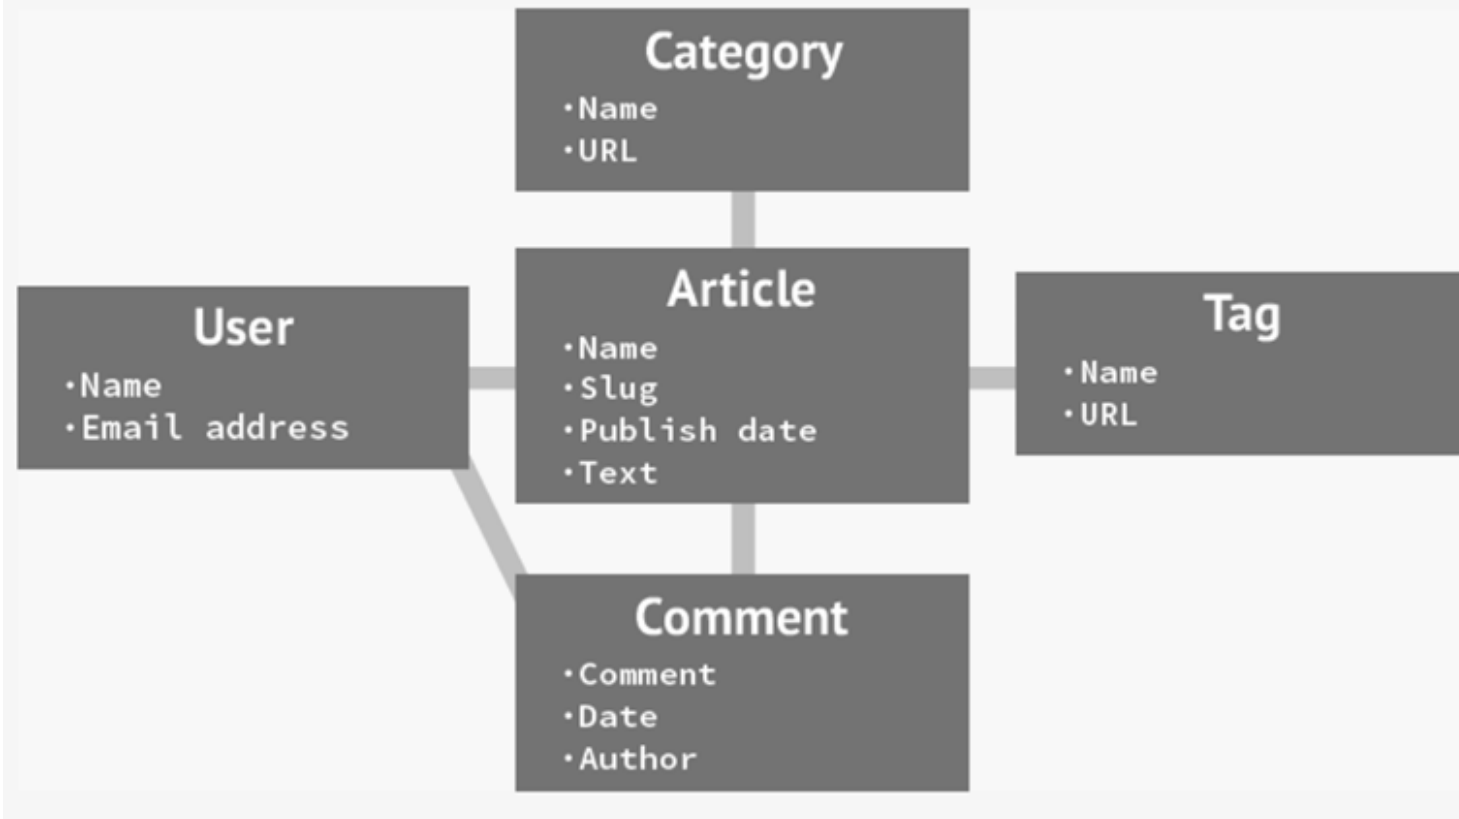 Category
·Name
·URL
Article
·Name
·Slug
·Publish date
·Text
User
·Name
·Email address
Tag
·Name
·URL
Comment
·Comment
·Date
·Author